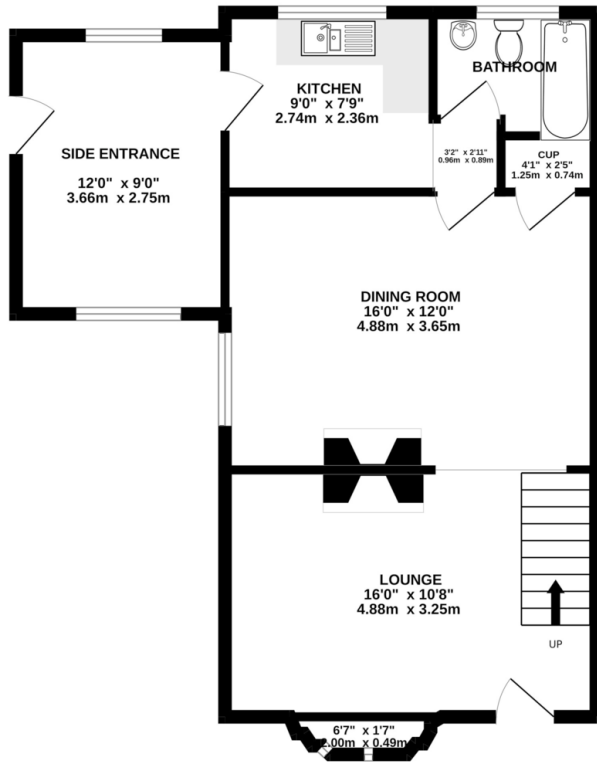 KITCHEN
9'0" x 7'9"
2.74m x 2.36m
BATHROOM
SIDE ENTRANCE
12'0" x 9'0"
3.66m x 2.75m
3'2" x 2'11"
0.96m x 0.89m
CUP
4'1" x 2'5"
1.25m x 0.74m
DINING ROOM
16'0" x 12'0"
4.88m x 3.65m
LOUNGE
16'0" x 10'8"
4.88m x 3.25m
UP
6'7" x 1'7"
2.00m x 0.49m